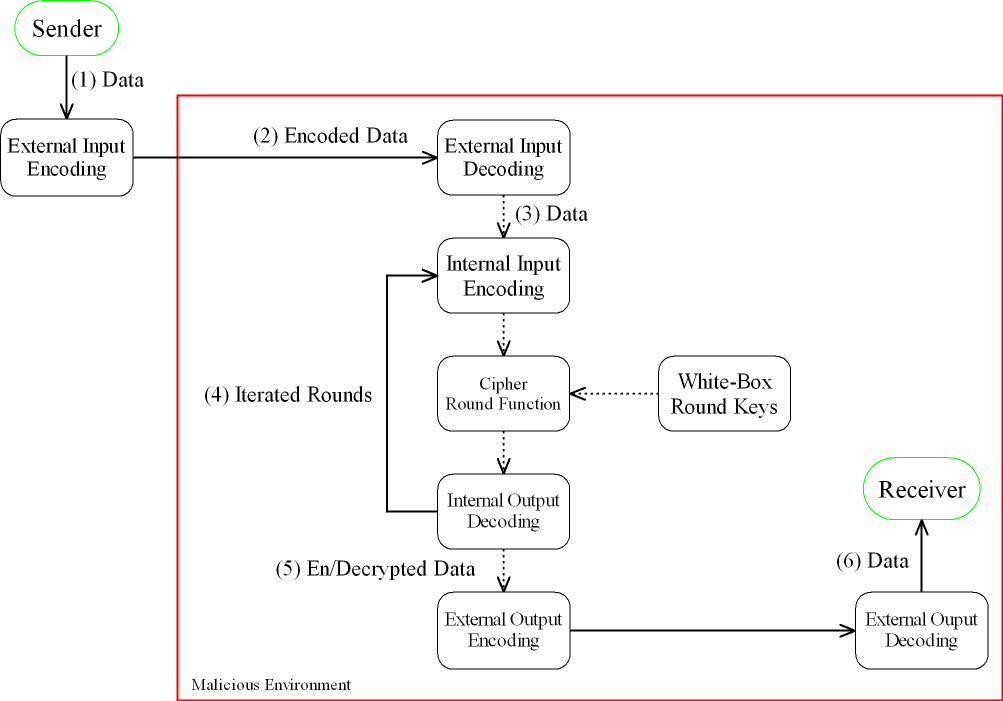 Sender
(1) Data
External Input
Encoding
(2) Encoded Data
External Input
Decoding
(3) Data
Internal Input
Encoding
(4) Iterated Rounds
Cipher
Round Function
White-Box
Round Keys
Internal Output
Decoding
Receiver
(5) En/Decrypted Data
(6) Data
External Output
Encoding
External Ouput
Decoding
Malicious Environment